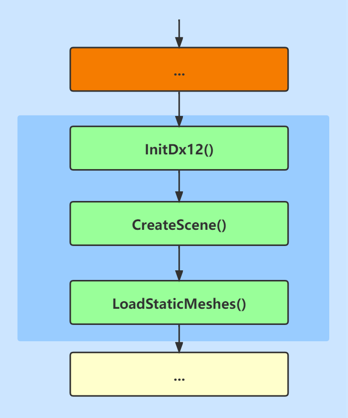 ...
InitDx12()
CreateScene()
LoadStaticMeshes()
...